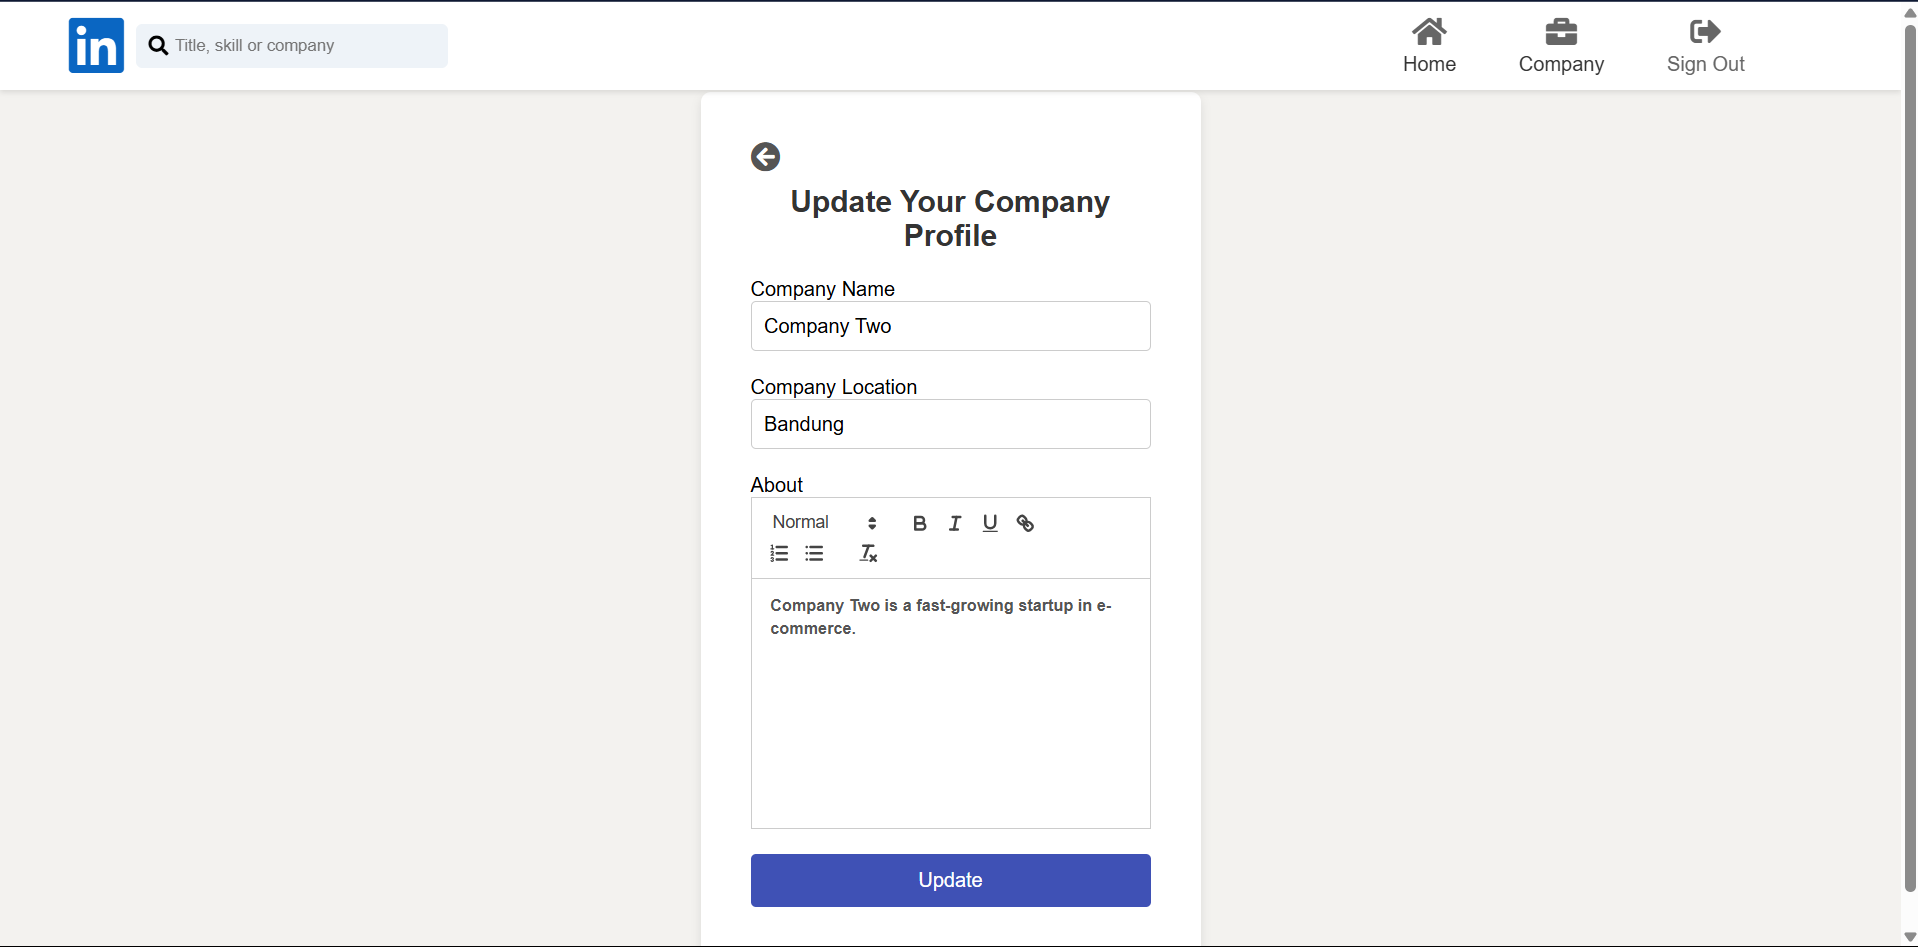 in
Title, skill or company
Home
Company
Sign Out
Update Your Company
Profile
Company Name
Company Two
Company Location
Bandung
About
Normal
Company Two is a fast-growing startup in e-
commerce.
Update